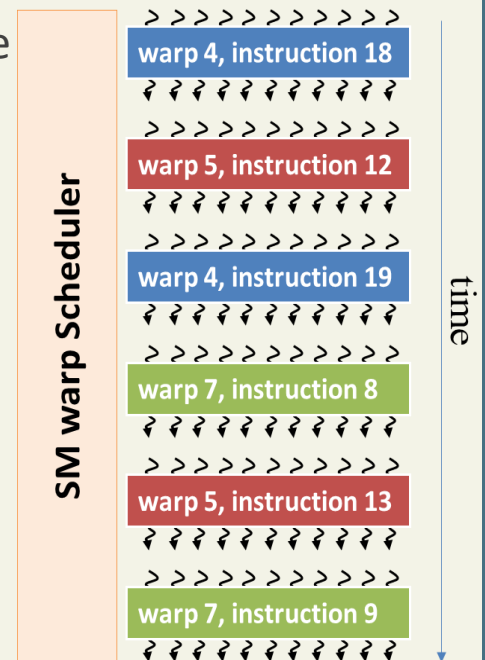 e
SM warp Scheduler
warp 4, instruction 18
warp 5, instruction 12
warp 4, instruction 19
warp 7, instruction 8
warp 5, instruction 13
warp 7, instruction 9
time